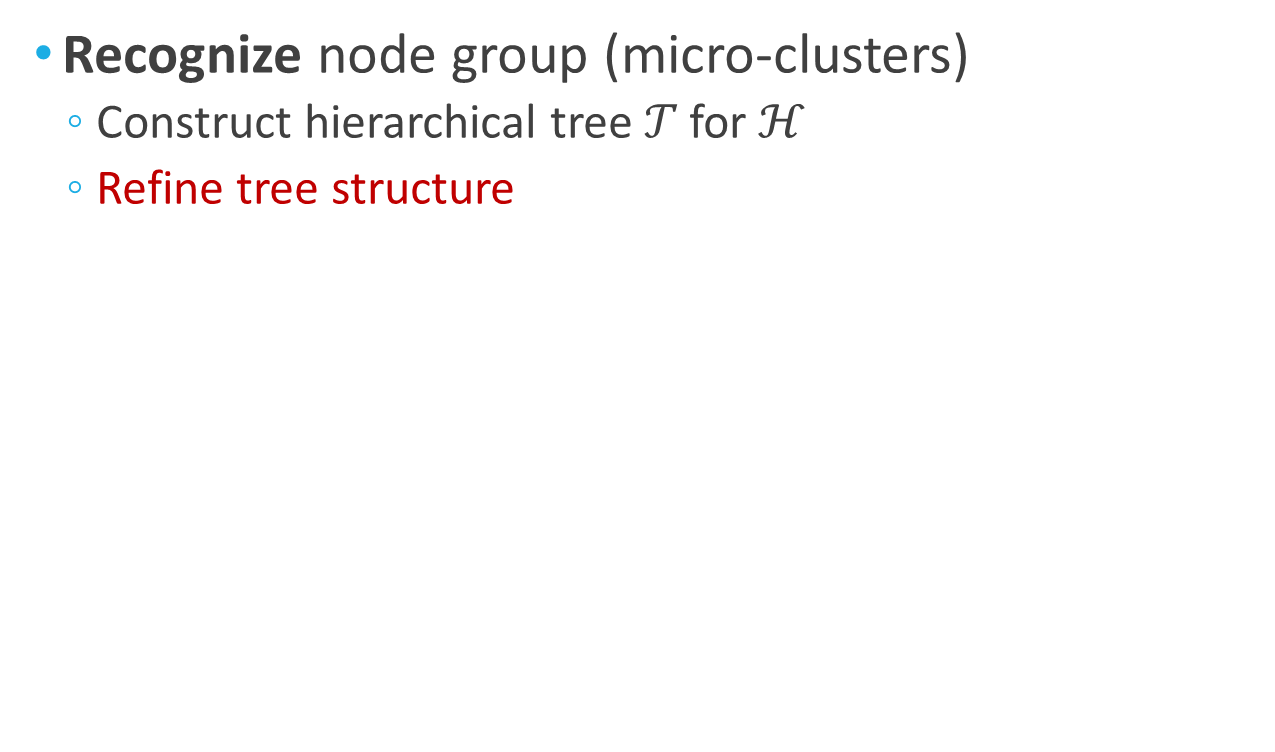 • Recognize node group (micro-clusters)
◦ Construct hierarchical tree 𝒯 for ℋ
◦ Refine tree structure